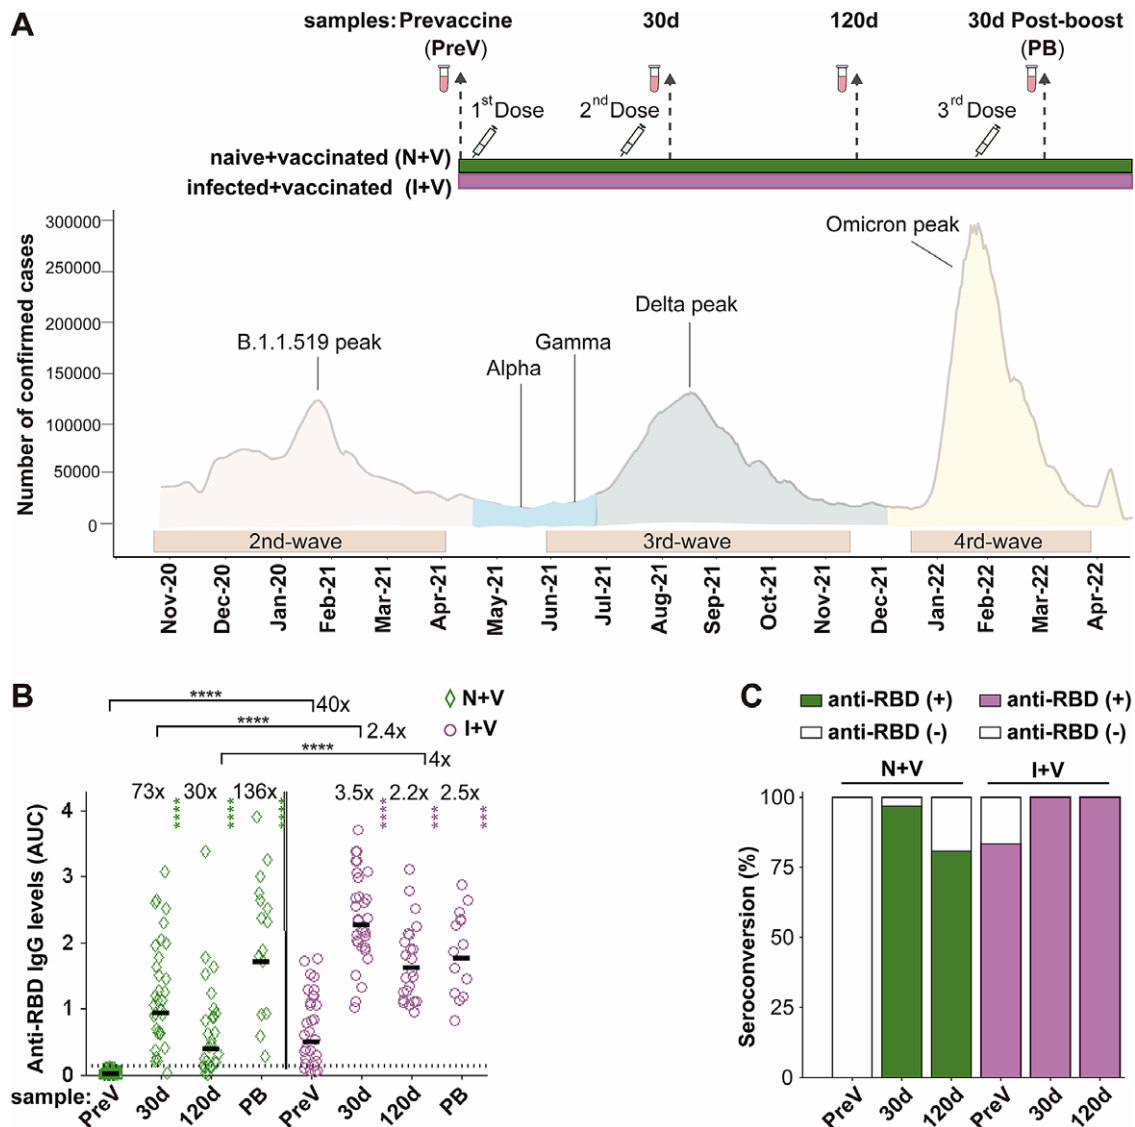 A
samples: Prevaccine 30d 120d 30d Post-boost
(PreV) (PB)
1st Dose 2nd Dose 3rd Dose
naive+vaccinated (N+V)
infected+vaccinated (I+V)
Number of confirmed cases
300000
250000
200000
150000
100000
50000
0
B.1.1.519 peak
Alpha
Gamma
Delta peak
Omicron peak
2nd-wave 3rd-wave 4rd-wave
Nov-20 Dec-20 Jan-20 Feb-21 Mar-21 Apr-21 May-21 Jun-21 Jul-21 Aug-21 Sep-21 Oct-21 Nov-21 Dec-21 Jan-22 Feb-22 Mar-22 Apr-22
B
**** 40x
**** 2.4x
**** 4x
N+V
I+V
73x 30x 136x 3.5x 2.2x 2.5x
**** **** **** **** *** ***
Anti-RBD IgG levels (AUC)
4
3
2
1
0
sample: PreV 30d 120d PB PreV 30d 120d PB
C
anti-RBD (+) anti-RBD (+)
anti-RBD (-) anti-RBD (-)
N+V I+V
Seroconversion (%)
100
75
50
25
0
PreV 30d 120d PreV 30d 120d